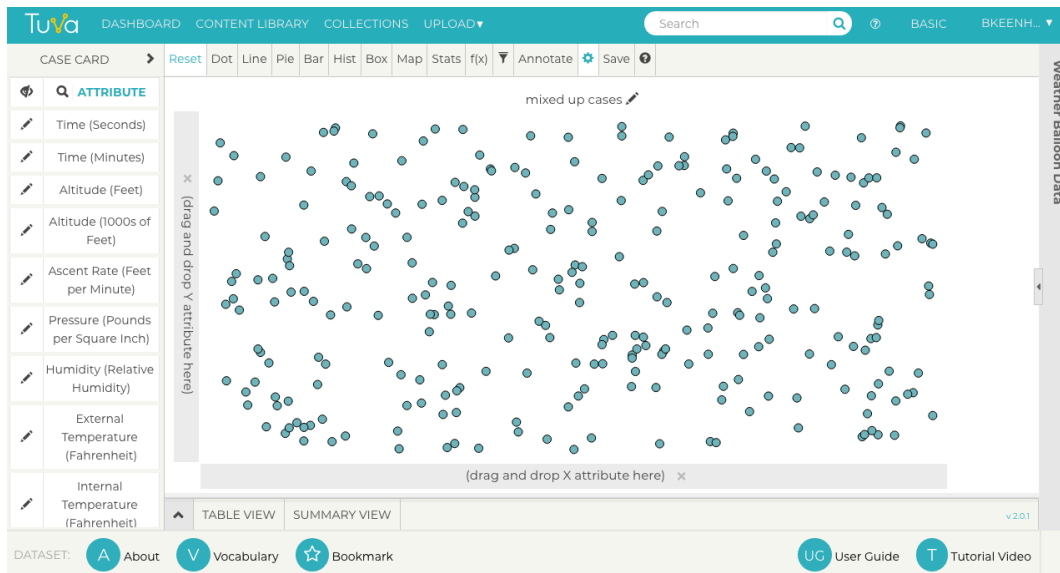 TuVa DASHBOARD CONTENT LIBRARY COLLECTIONS UPLOAD▾ Search BASIC BKEENH... ▾
CASE CARD
Reset Dot Line Pie Bar Hist Box Map Stats f(x) Annotate Save
ATTRIBUTE
Time (Seconds)
Time (Minutes)
Altitude (Feet)
Altitude (1000s of
Feet)
Ascent Rate (Feet
per Minute)
Pressure (Pounds
per Square Inch)
Humidity (Relative
Humidity)
External
Temperature
(Fahrenheit)
Internal
Temperature
(Fahrenheit)
mixed up cases
(drag and drop Y attribute here)
(drag and drop X attribute here)
Weather Balloon Data
TABLE VIEW SUMMARY VIEW
v 2.0.1
DATASET: A About V Vocabulary Bookmark UG User Guide T Tutorial Video